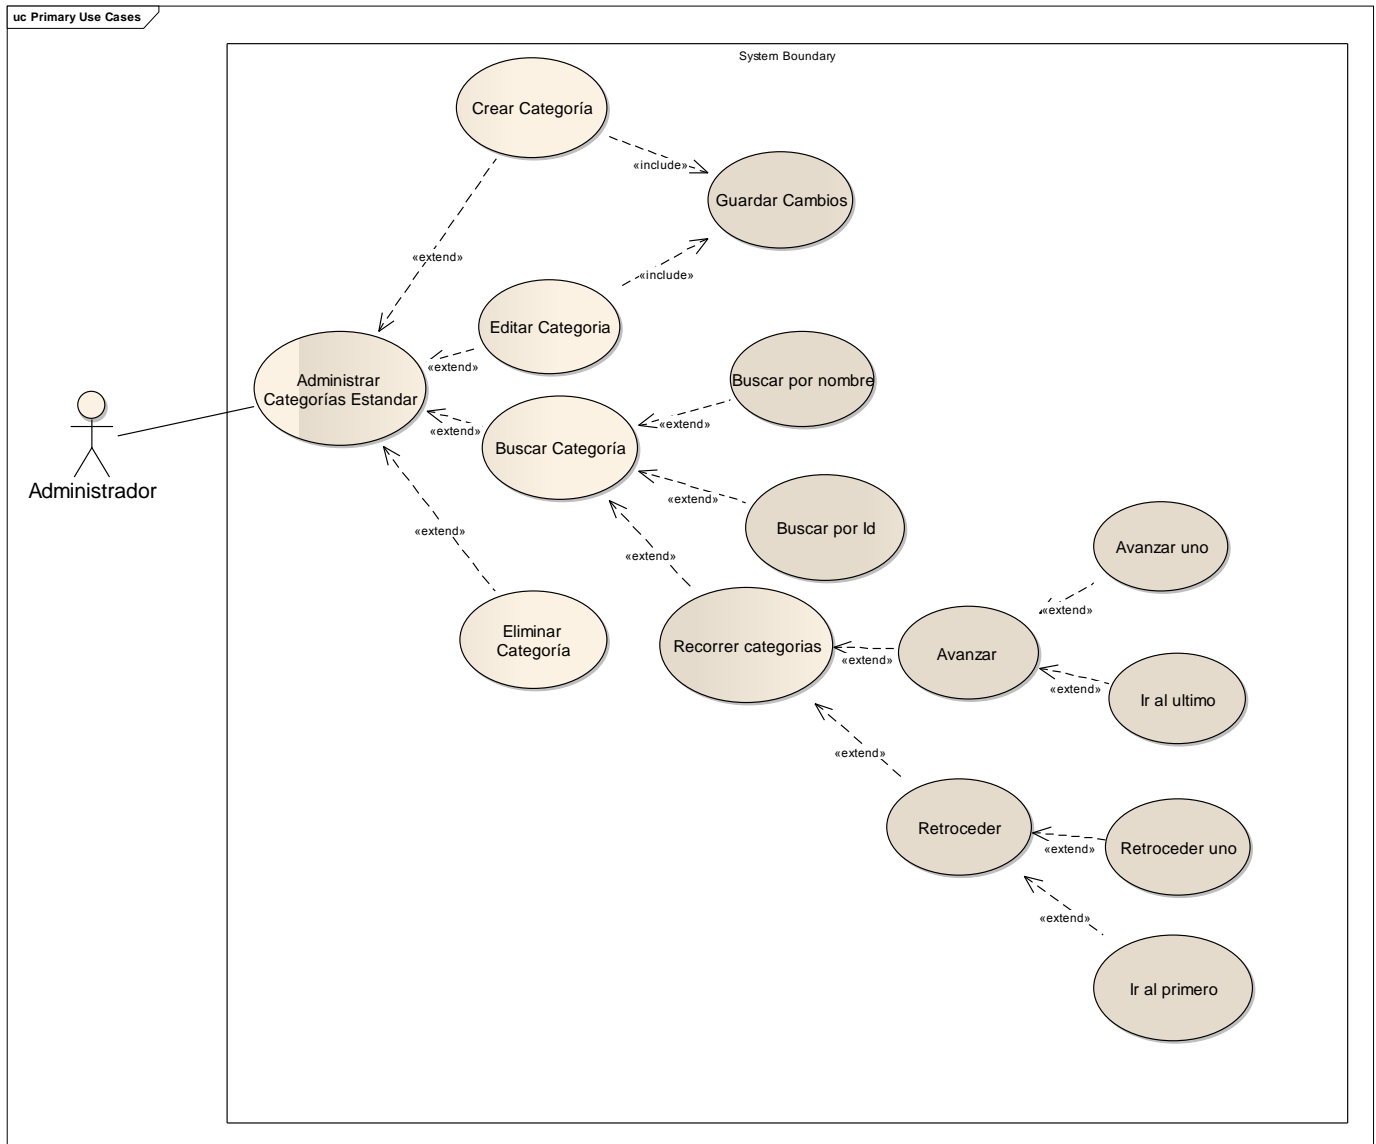 uc Primary Use Cases
System Boundary
Crear Categoría
«include»
Guardar Cambios
«extend»
«include»
Editar Categoria
«extend»
Administrar
Categorías Estandar
Buscar por nombre
«extend»
Buscar Categoría
«extend»
Administrador
«extend»
Buscar por Id
«extend»
«extend»
Avanzar uno
«extend»
Eliminar
Categoría
Recorrer categorias
«extend»
Avanzar
«extend»
Ir al ultimo
«extend»
Retroceder
«extend»
Retroceder uno
«extend»
Ir al primero